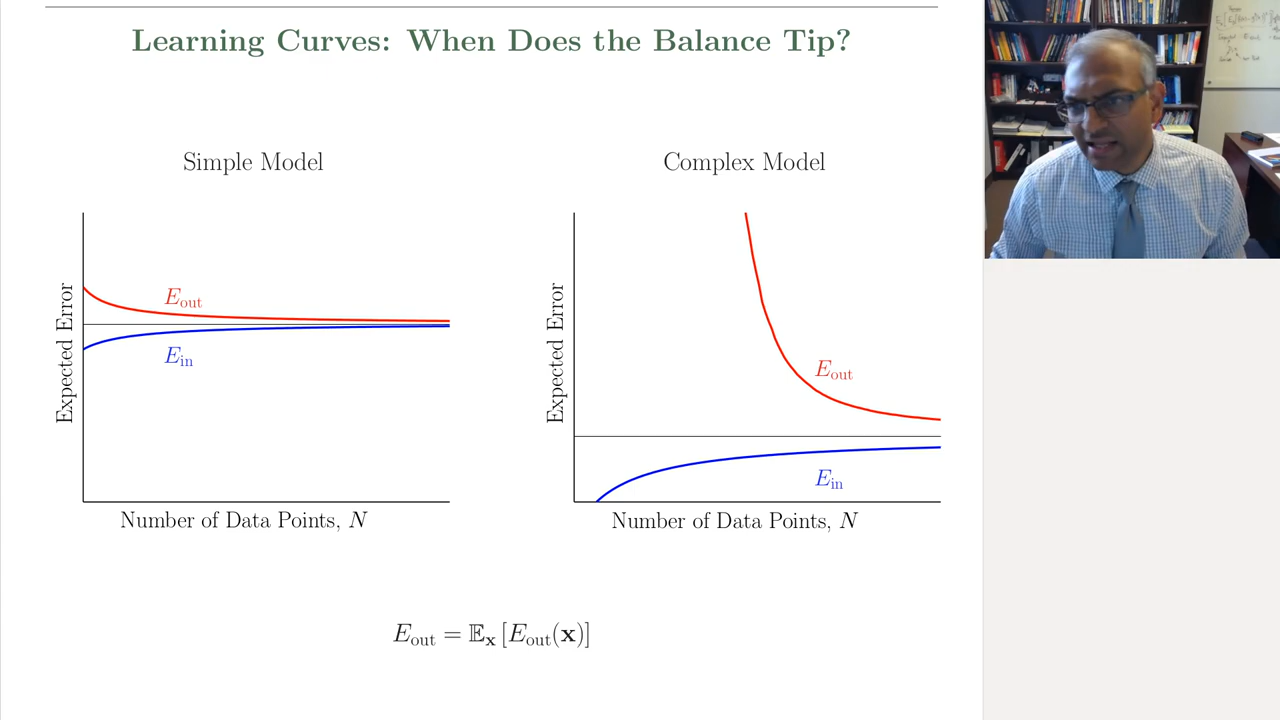 Learning Curves: When Does the Balance Tip?
Simple Model
Complex Model
Expected Error
E_out
E_in
Number of Data Points, N
Expected Error
E_out
E_in
Number of Data Points, N
E_out = 𝔼_x [E_out(x)]